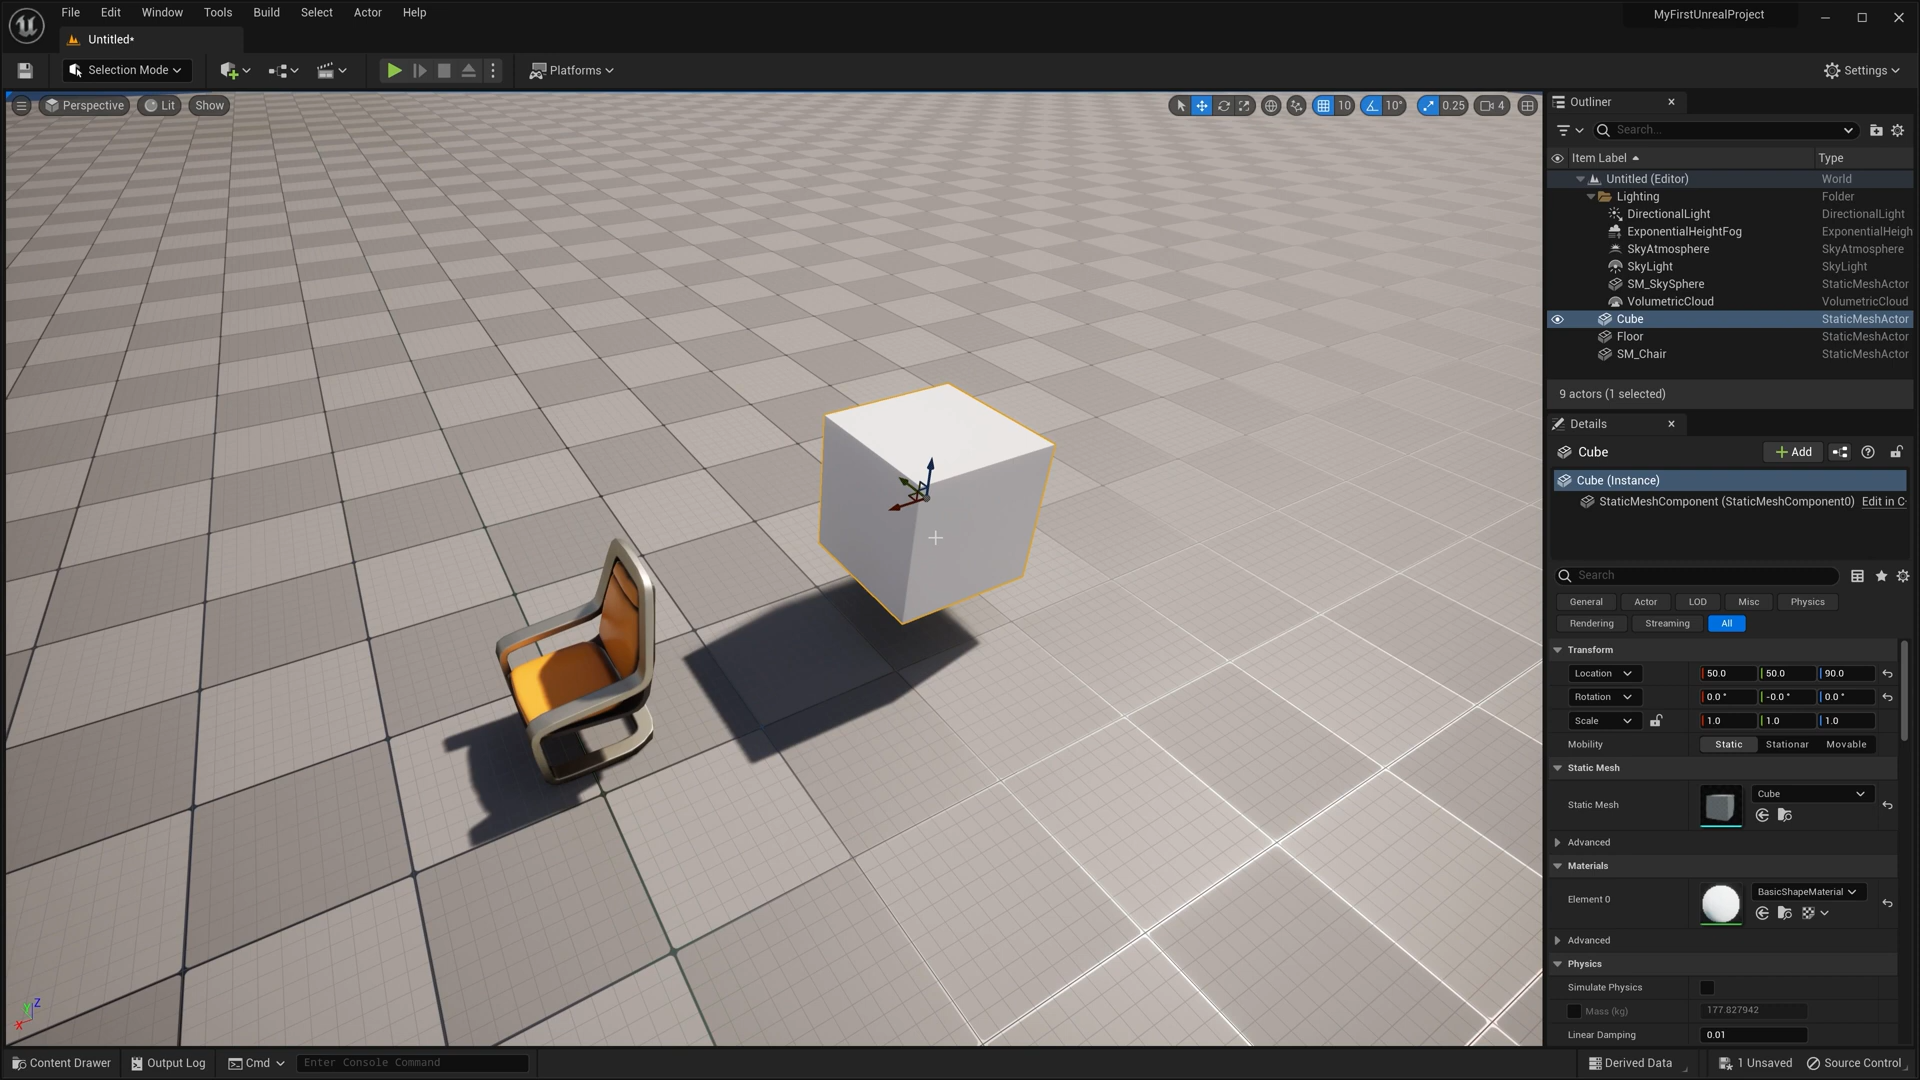 File Edit Window Tools Build Select Actor Help
MyFirstUnrealProject
Untitled*
Selection Mode
Platforms
Settings
Perspective Lit Show
10 10° 0.25 4
Outliner
Search...
Item Label Type
Untitled (Editor) World
Lighting Folder
DirectionalLight DirectionalLight
ExponentialHeightFog ExponentialHeigh
SkyAtmosphere SkyAtmosphere
SkyLight SkyLight
SM_SkySphere StaticMeshActor
VolumetricCloud VolumetricCloud
Cube StaticMeshActor
Floor StaticMeshActor
SM_Chair StaticMeshActor
9 actors (1 selected)
Details
Cube
+ Add
Cube (Instance)
StaticMeshComponent (StaticMeshComponent0) Edit in C
Search
General Actor LOD Misc Physics
Rendering Streaming All
Transform
Location 50.0 50.0 90.0
Rotation 0.0 ° -0.0 ° 0.0 °
Scale 1.0 1.0 1.0
Mobility Static Stationar Movable
Static Mesh
Static Mesh Cube
Advanced
Materials
Element 0 BasicShapeMaterial
Advanced
Physics
Simulate Physics
Mass (kg) 177.827942
Linear Damping 0.01
X Y Z
Content Drawer Output Log Cmd Enter Console Command
Derived Data 1 Unsaved Source Control